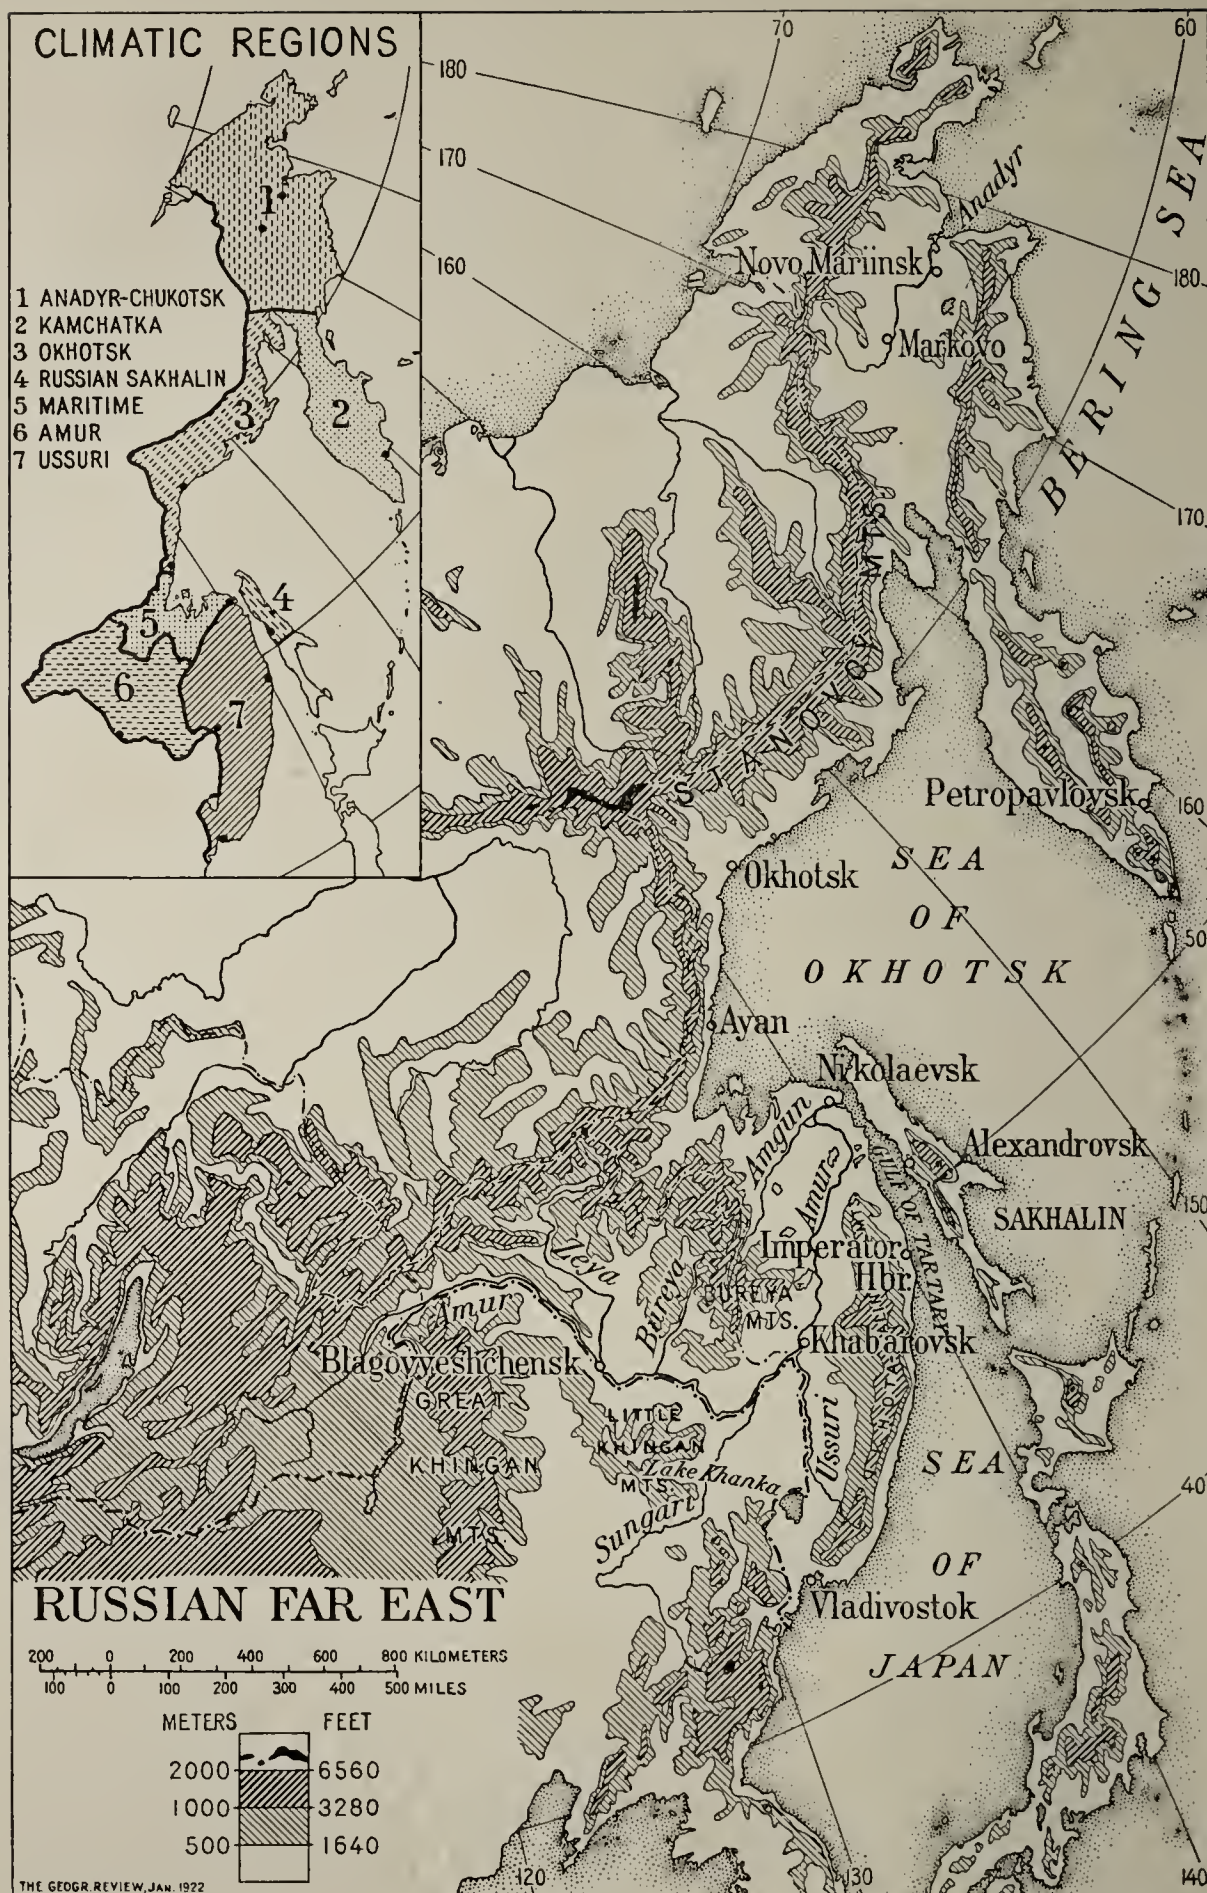 CLIMATIC REGIONS
1 ANADYR-CHUKOTSK
2 KAMCHATKA
3 OKHOTSK
4 RUSSIAN SAKHALIN
5 MARITIME
6 AMUR
7 USSURI
1
2
3
4
5
6
7
70
60
180
170
160
180
170
160
50
150
40
140
130
120
BERING SEA
Anadyr
Novo Mariinsk
Markovo
STANOVOI MTS.
Petropavlovsk
Okhotsk
SEA
OF
OKHOTSK
Ayan
Nikolaevsk
Amgun
Amur
Alexandrovsk
GULF OF TARTARY
SAKHALIN
Imperator
Hbr.
Zeya
Bureya
BUREYA
MTS.
Amur
Khabarovsk
Blagovyeshchensk
GREAT
KHINGAN
MTS.
LITTLE
KHINGAN
MTS.
Lake Khanka
Ussuri
Sungari
SEA
OF
JAPAN
Vladivostok
RUSSIAN FAR EAST
200 0 200 400 600 800 KILOMETERS
100 0 100 200 300 400 500 MILES
METERS FEET
2000 6560
1000 3280
500 1640
THE GEOGR. REVIEW, JAN. 1922